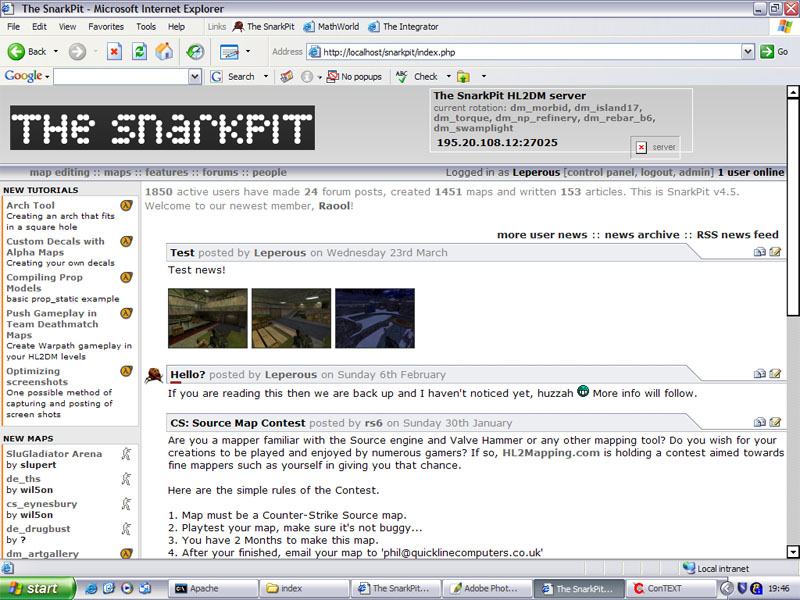 The SnarkPit - Microsoft Internet Explorer
File Edit View Favorites Tools Help Links The SnarkPit MathWorld The Integrator
Back Address http://localhost/snarkpit/index.php Go
Google Search No popups Check
THE SNARKPIT
The SnarkPit HL2DM server
current rotation: dm_morbid, dm_island17,
dm_torque, dm_np_refinery, dm_rebar_b6,
dm_swamplight
195.20.108.12:27025
server
map editing :: maps :: features :: forums :: people
Logged in as Leperous [control panel, logout, admin] 1 user online
NEW TUTORIALS
Arch Tool
Creating an arch that fits
in a square hole
Custom Decals with
Alpha Maps
Creating your own decals
Compiling Prop
Models
basic prop_static example
Push Gameplay in
Team Deathmatch
Maps
Create Warpath gameplay in
your HL2DM levels
Optimizing
screenshots
One possible method of
capturing and posting of
screen shots
NEW MAPS
SluGladiator Arena
by slupert
de_ths
by wil5on
cs_eynesbury
by wil5on
de_drugbust
by ?
dm_artgallery
1850 active users have made 24 forum posts, created 1451 maps and written 153 articles. This is SnarkPit v4.5.
Welcome to our newest member, Raool!
more user news :: news archive :: RSS news feed
Test posted by Leperous on Wednesday 23rd March
Test news!
Hello? posted by Leperous on Sunday 6th February
If you are reading this then we are back up and I haven't noticed yet, huzzah More info will follow.
CS: Source Map Contest posted by rs6 on Sunday 30th January
Are you a mapper familiar with the Source engine and Valve Hammer or any other mapping tool? Do you wish for your
creations to be played and enjoyed by numerous gamers? If so, HL2Mapping.com is holding a contest aimed towards
fine mappers such as yourself in giving you that chance.
Here are the simple rules of the Contest.
1. Map must be a Counter-Strike Source map.
2. Playtest your map, make sure it's not buggy...
3. You have 2 Months to make this map.
4. After your finished, email your map to 'phil@quicklinecomputers.co.uk'
Local intranet
start Apache index The SnarkPit... Adobe Phot... The SnarkPit... ConTEXT 19:46